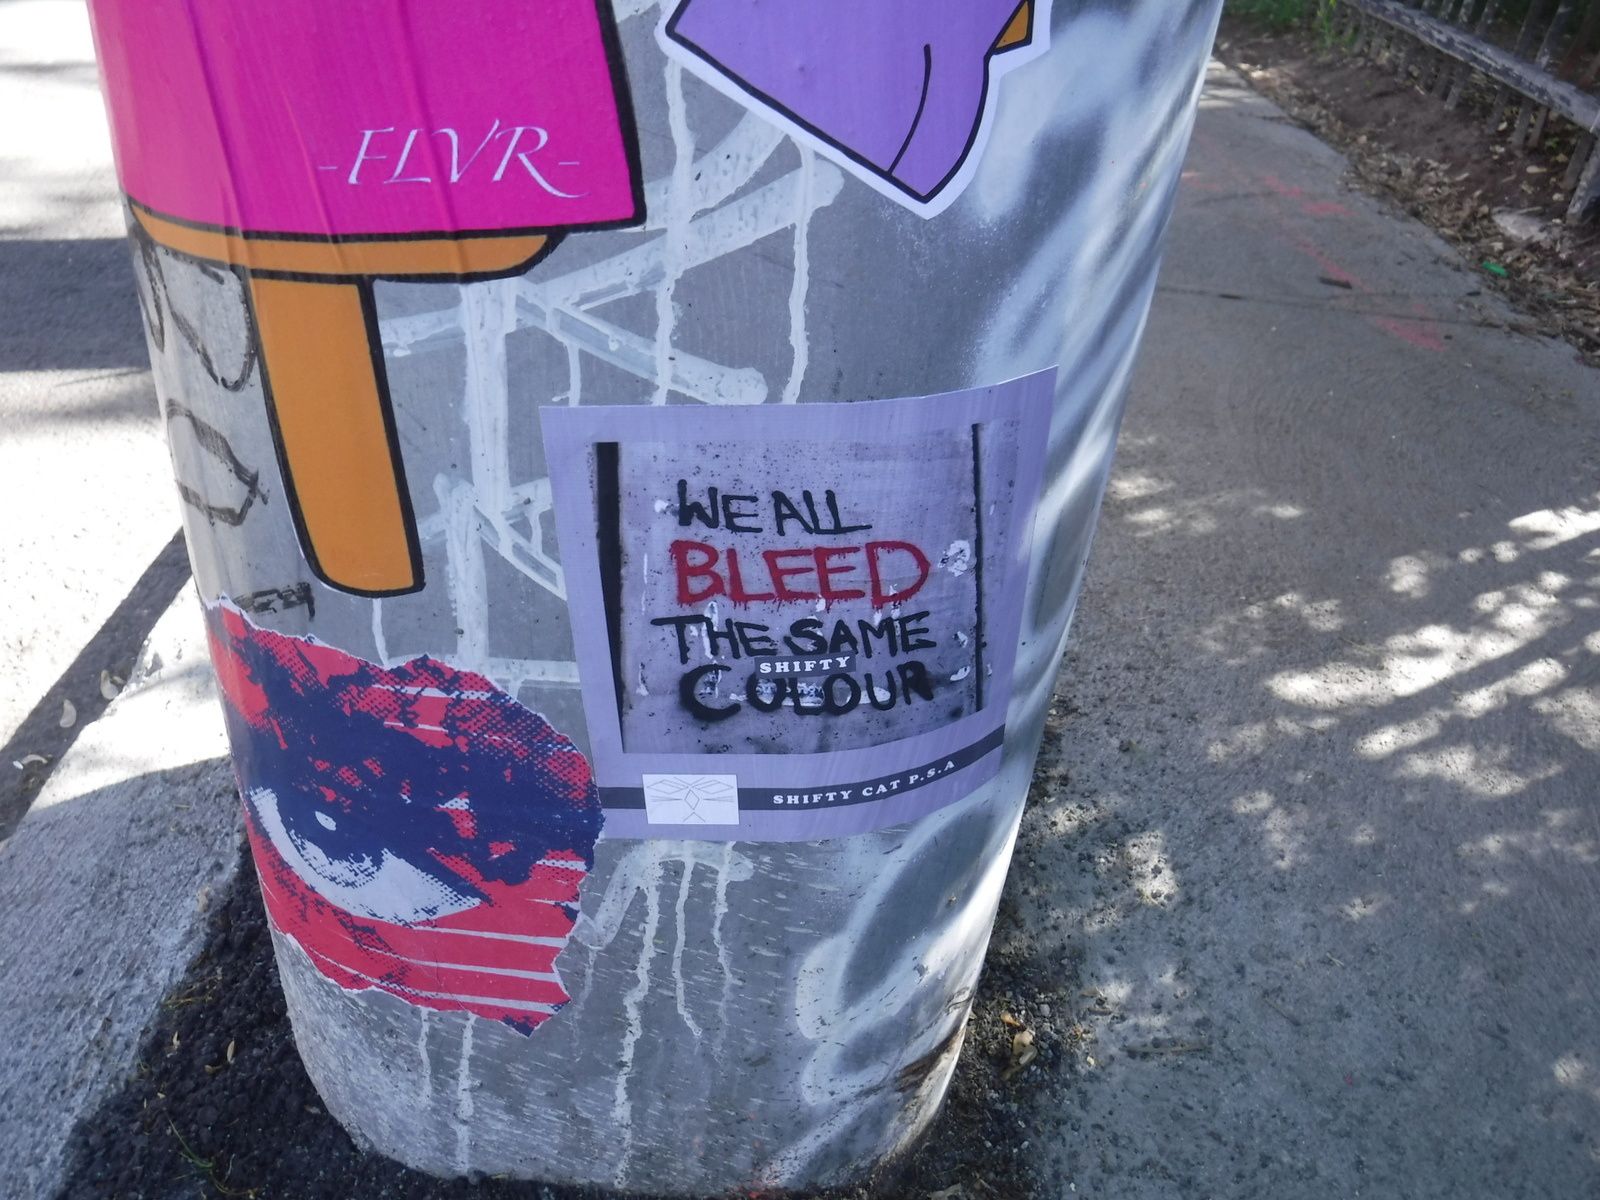 -FLVR-
WE ALL
BLEED
THE SAME
SHIFTY
COLOUR
SHIFTY CAT P.S.A